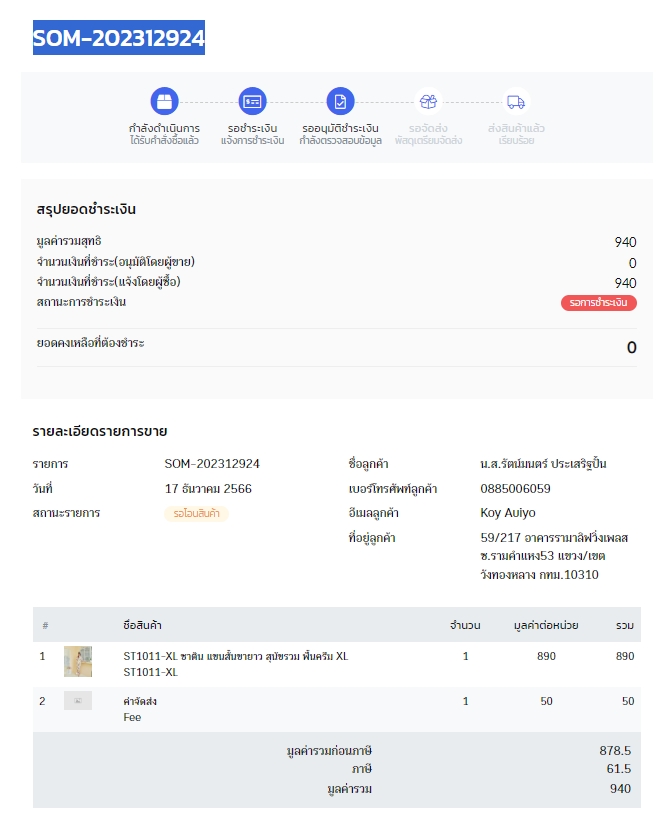 SOM-202312924
กำลังดำเนินการ
ได้รับคำสั่งซื้อแล้ว
รอชำระเงิน
แจ้งการชำระเงิน
รออนุมัติชำระเงิน
กำลังตรวจสอบข้อมูล
รอจัดส่ง
พัสดุเตรียมจัดส่ง
ส่งสินค้าแล้ว
เรียบร้อย
สรุปยอดชำระเงิน
มูลค่ารวมสุทธิ 940
จำนวนเงินที่ชำระ(อนุมัติโดยผู้ขาย) 0
จำนวนเงินที่ชำระ(แจ้งโดยผู้ซื้อ) 940
สถานะการชำระเงิน รอการชำระเงิน
ยอดคงเหลือที่ต้องชำระ 0
รายละเอียดรายการขาย
รายการ SOM-202312924
วันที่ 17 ธันวาคม 2566
สถานะรายการ รอโอนสินค้า
ชื่อลูกค้า น.ส.รัตน์มนตร์ ประเสริฐปั้น
เบอร์โทรศัพท์ลูกค้า 0885006059
อีเมลลูกค้า Koy Auiyo
ที่อยู่ลูกค้า 59/217 อาคารรามาลิฟวิ่งเพลส
ซ.รามคำแหง53 แขวง/เขต
วังทองหลาง กทม.10310
# ชื่อสินค้า จำนวน มูลค่าต่อหน่วย รวม
1 ST1011-XL ซาติน แขนสั้นขายาว สุนัขรวม พื้นครีม XL 1 890 890
ST1011-XL
2 ค่าจัดส่ง 1 50 50
Fee
มูลค่ารวมก่อนภาษี 878.5
ภาษี 61.5
มูลค่ารวม 940